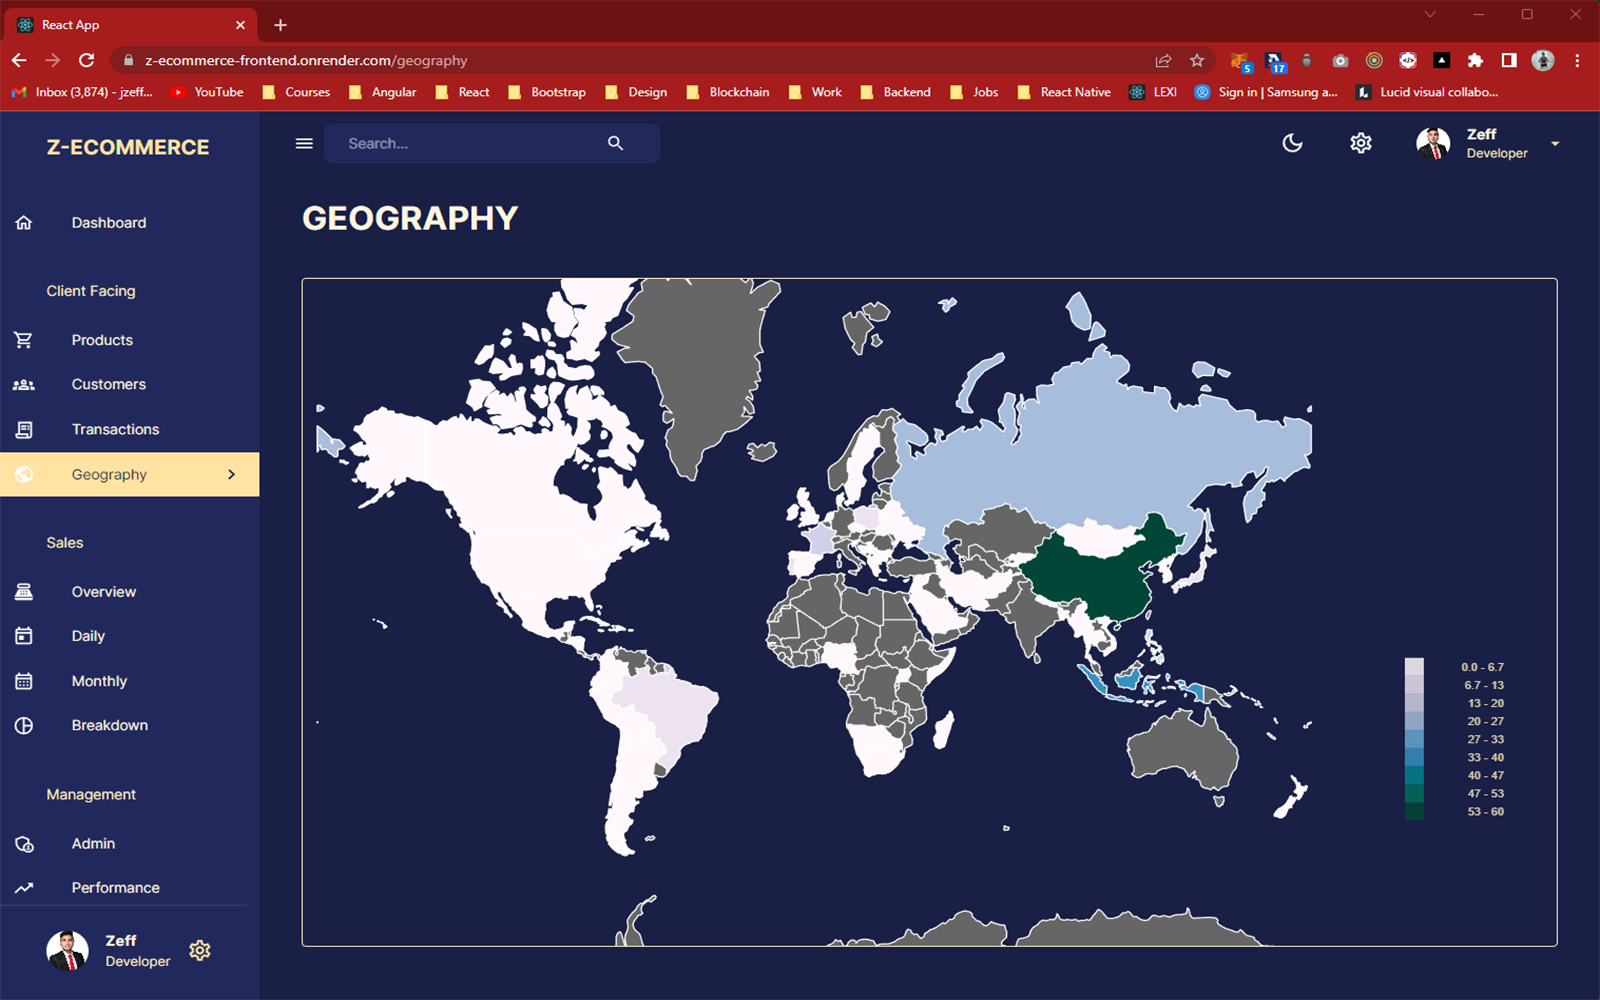 React App
z-ecommerce-frontend.onrender.com/geography
5
17
Inbox (3,874) - jzeff...
YouTube
Courses
Angular
React
Bootstrap
Design
Blockchain
Work
Backend
Jobs
React Native
LEXI
Sign in | Samsung a...
Lucid visual collabo...
Z-ECOMMERCE
Search...
Zeff
Developer
Dashboard
Client Facing
Products
Customers
Transactions
Geography
Sales
Overview
Daily
Monthly
Breakdown
Management
Admin
Performance
Zeff
Developer
GEOGRAPHY
0.0 - 6.7
6.7 - 13
13 - 20
20 - 27
27 - 33
33 - 40
40 - 47
47 - 53
53 - 60